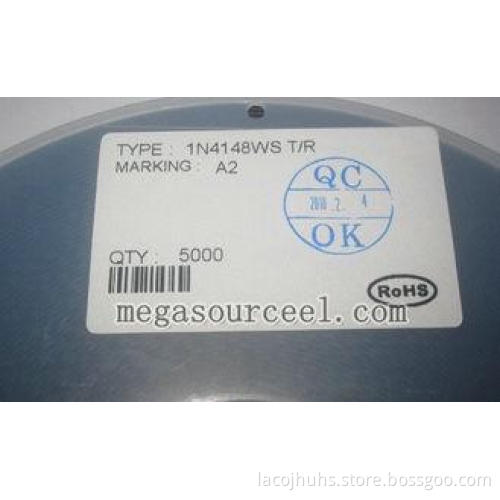 TYPE : 1N4148WS T/R
MARKING : A2
QC
2010 . 2 . 4
OK
QTY : 5000
RoHS
megasourceel.com
lacojhuhs.store.bossgoo.com